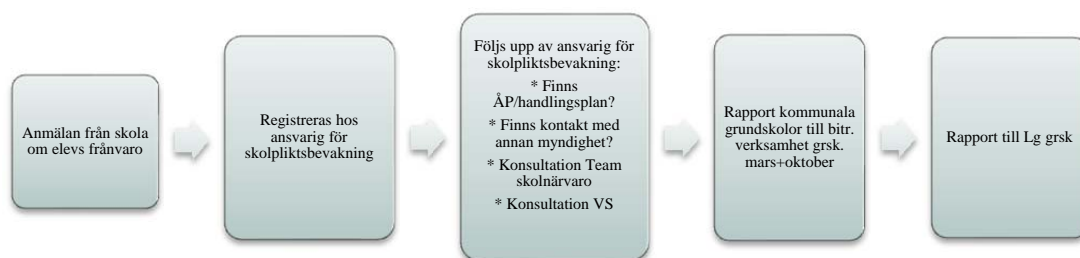 Anmälan från skola
om elevs frånvaro
Registreras hos
ansvarig för
skolpliktsbevakning
Följs upp av ansvarig för
skolpliktsbevakning:
* Finns
ÅP/handlingsplan?
* Finns kontakt med
annan myndighet?
* Konsultation Team
skolnärvaro
* Konsultation VS
Rapport kommunala
grundskolor till bitr.
verksamhet grsk.
mars+oktober
Rapport till Lg grsk